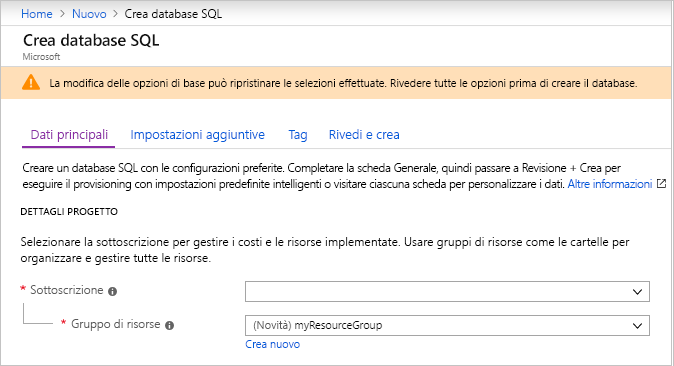 Home > Nuovo > Crea database SQL
Crea database SQL
Microsoft
La modifica delle opzioni di base può ripristinare le selezioni effettuate. Rivedere tutte le opzioni prima di creare il database.
Dati principali Impostazioni aggiuntive Tag Rivedi e crea
Creare un database SQL con le configurazioni preferite. Completare la scheda Generale, quindi passare a Revisione + Crea per
eseguire il provisioning con impostazioni predefinite intelligenti o visitare ciascuna scheda per personalizzare i dati. Altre informazioni
DETTAGLI PROGETTO
Selezionare la sottoscrizione per gestire i costi e le risorse implementate. Usare gruppi di risorse come le cartelle per
organizzare e gestire tutte le risorse.
* Sottoscrizione
* Gruppo di risorse (Novità) myResourceGroup
Crea nuovo